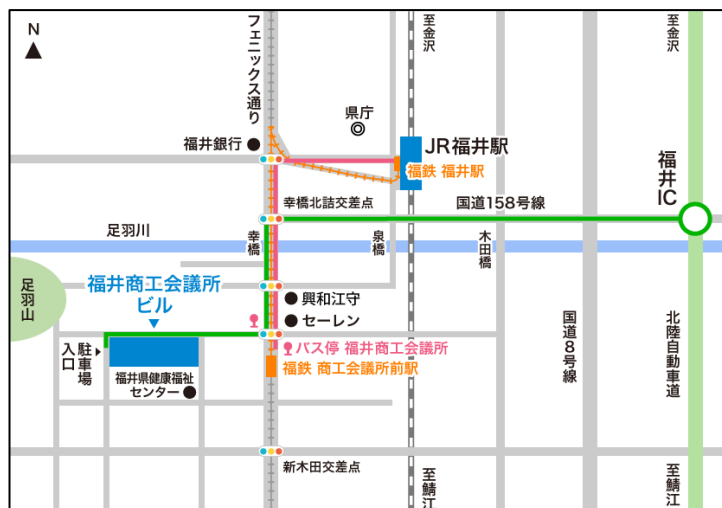 N
フェニックス通り
至金沢
至金沢
県庁
福井銀行
JR福井駅
福鉄 福井駅
福井IC
幸橋北詰交差点
国道158号線
足羽川
幸橋
泉橋
木田橋
足羽山
福井商工会議所
ビル
興和江守
セーレン
バス停 福井商工会議所
福鉄 商工会議所前駅
駐車場
入口
福井県健康福祉
センター
国道8号線
北陸自動車道
新木田交差点
至鯖江
至鯖江